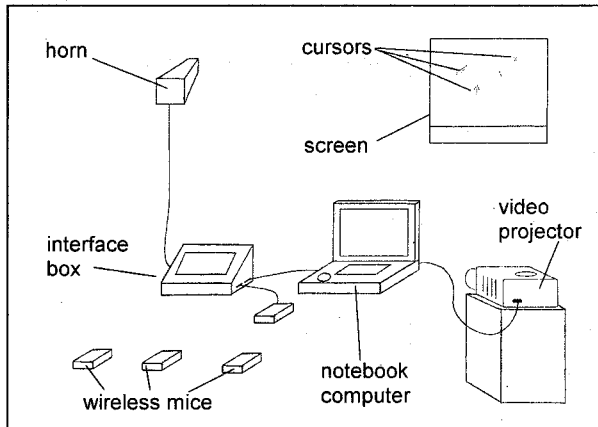 horn
cursors
screen
video
projector
interface
box
notebook
computer
wireless mice